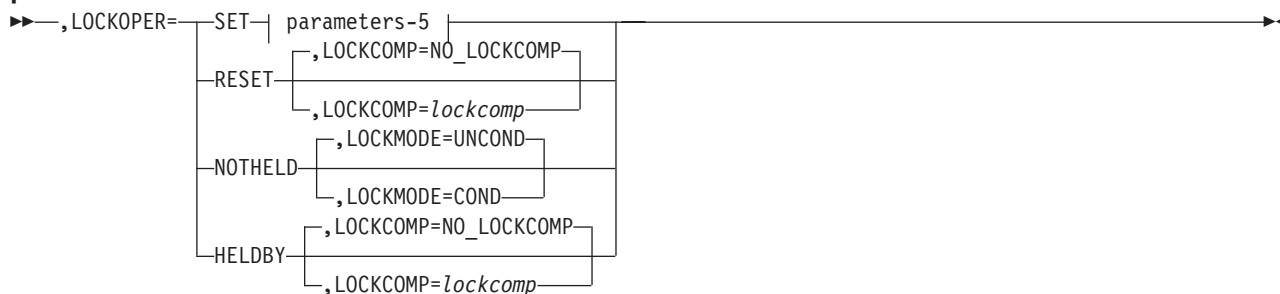 ,LOCKOPER= SET parameters-5
,LOCKCOMP=NO_LOCKCOMP
RESET
,LOCKCOMP=lockcomp
,LOCKMODE=UNCOND
NOTHELD
,LOCKMODE=COND
,LOCKCOMP=NO_LOCKCOMP
HELDBY
,LOCKCOMP=lockcomp